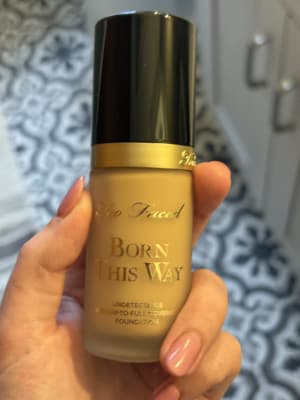 Too Faced
BORN
THIS WAY
UNDETECTABLE
MEDIUM-TO-FULL COVERAGE
FOUNDATION